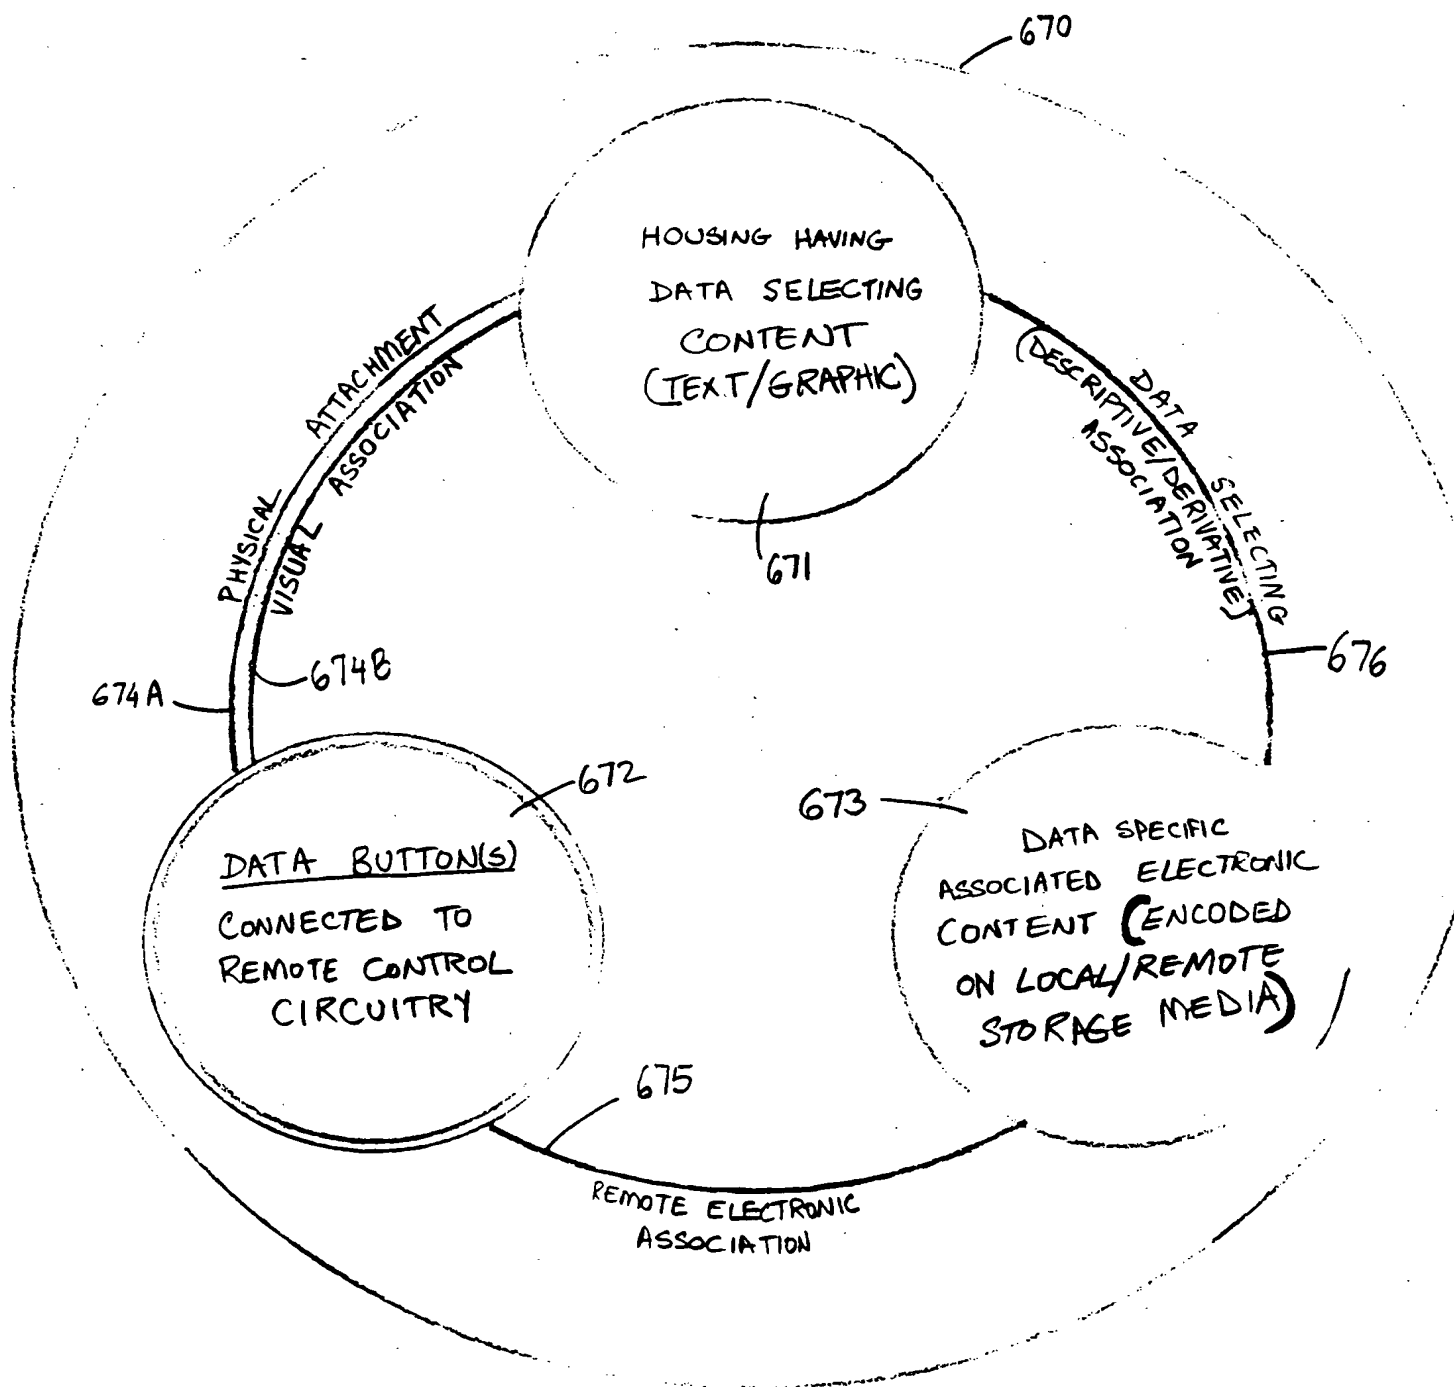 670
HOUSING HAVING
DATA SELECTING
CONTENT
(TEXT/GRAPHIC)
671
PHYSICAL ATTACHMENT
VISUAL ASSOCIATION
DATA SELECTING
(DESCRIPTIVE/DERIVATIVE)
ASSOCIATION
674A
674B
676
672
DATA BUTTON(S)
CONNECTED TO
REMOTE CONTROL
CIRCUITRY
673
DATA SPECIFIC
ASSOCIATED ELECTRONIC
CONTENT (ENCODED
ON LOCAL/REMOTE
STORAGE MEDIA)
675
REMOTE ELECTRONIC
ASSOCIATION